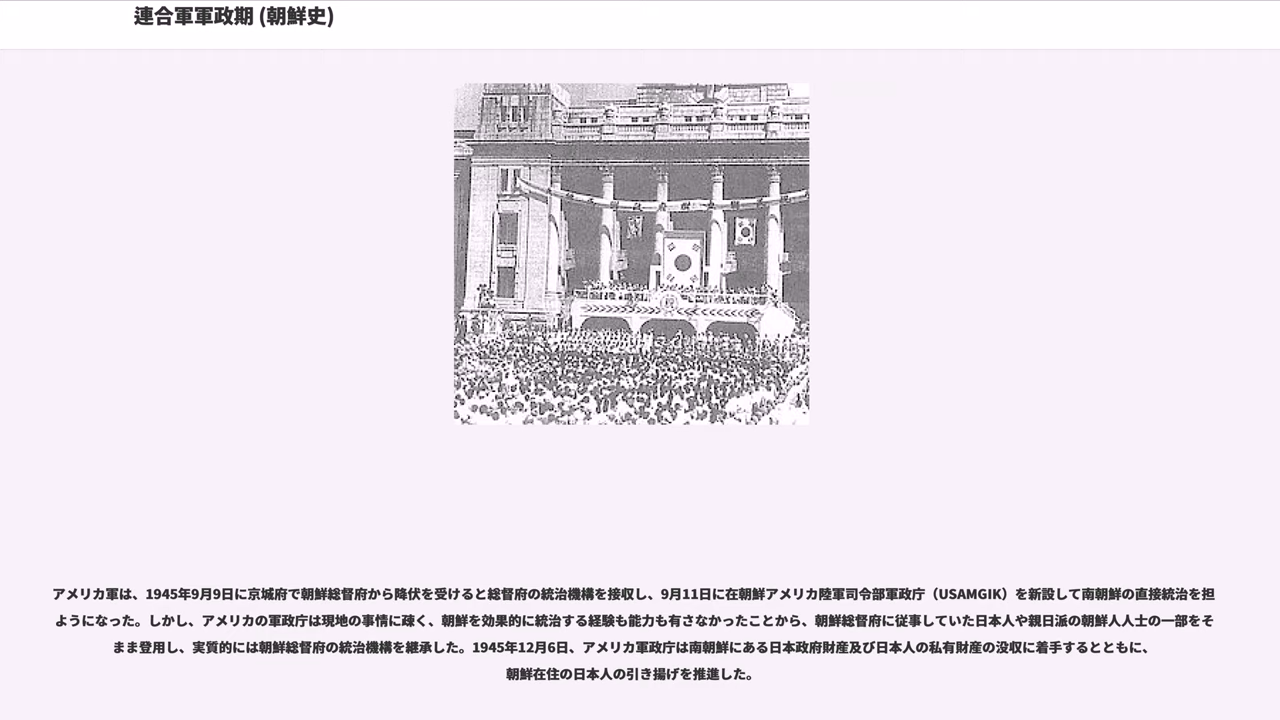 連合軍軍政期 (朝鮮史)
アメリカ軍は、1945年9月9日に京城府で朝鮮総督府から降伏を受けると総督府の統治機構を接収し、9月11日に在朝鮮アメリカ陸軍司令部軍政庁（USAMGIK）を新設して南朝鮮の直接統治を担
ようになった。しかし、アメリカの軍政庁は現地の事情に疎く、朝鮮を効果的に統治する経験も能力も有さなかったことから、朝鮮総督府に従事していた日本人や親日派の朝鮮人人士の一部をそ
まま登用し、実質的には朝鮮総督府の統治機構を継承した。1945年12月6日、アメリカ軍政庁は南朝鮮にある日本政府財産及び日本人の私有財産の没収に着手するとともに、
朝鮮在住の日本人の引き揚げを推進した。